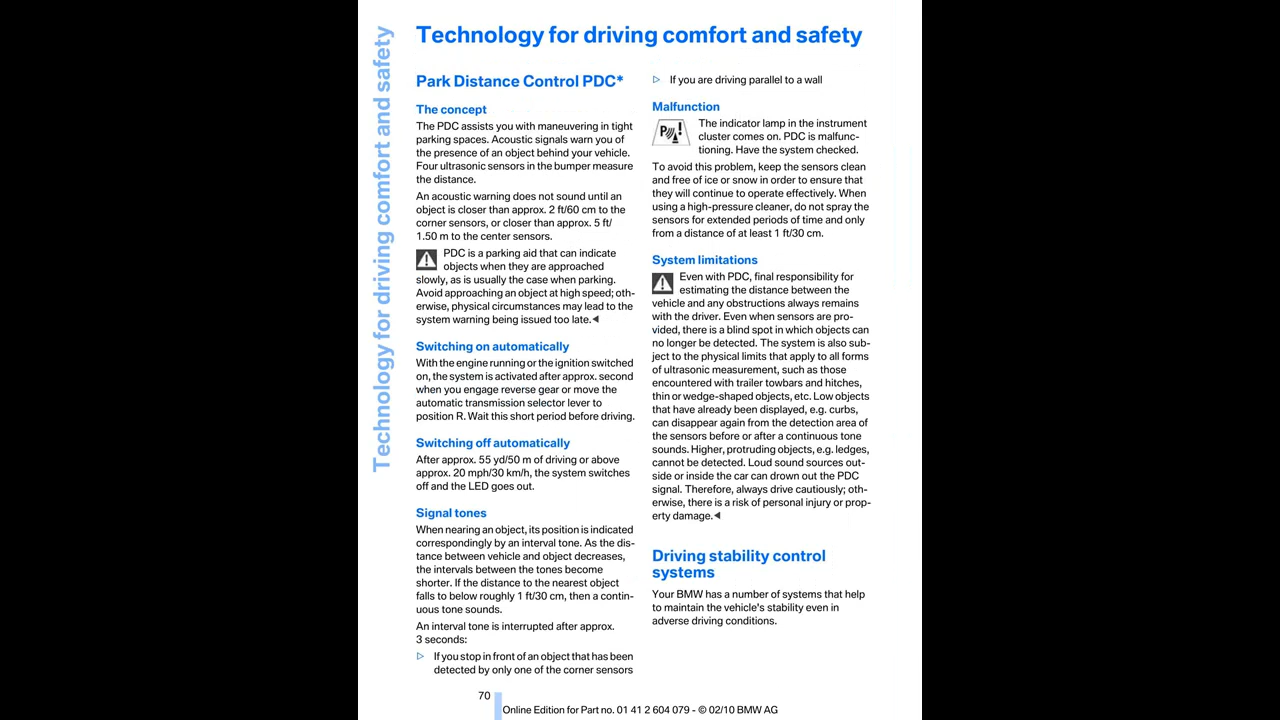 Technology for driving comfort and safety
Technology for driving comfort and safety
Park Distance Control PDC*
The concept
The PDC assists you with maneuvering in tight
parking spaces. Acoustic signals warn you of
the presence of an object behind your vehicle.
Four ultrasonic sensors in the bumper measure
the distance.
An acoustic warning does not sound until an
object is closer than approx. 2 ft/60 cm to the
corner sensors, or closer than approx. 5 ft/
1.50 m to the center sensors.
PDC is a parking aid that can indicate
objects when they are approached
slowly, as is usually the case when parking.
Avoid approaching an object at high speed; oth-
erwise, physical circumstances may lead to the
system warning being issued too late.◀
Switching on automatically
With the engine running or the ignition switched
on, the system is activated after approx. second
when you engage reverse gear or move the
automatic transmission selector lever to
position R. Wait this short period before driving.
Switching off automatically
After approx. 55 yd/50 m of driving or above
approx. 20 mph/30 km/h, the system switches
off and the LED goes out.
Signal tones
When nearing an object, its position is indicated
correspondingly by an interval tone. As the dis-
tance between vehicle and object decreases,
the intervals between the tones become
shorter. If the distance to the nearest object
falls to below roughly 1 ft/30 cm, then a contin-
uous tone sounds.
An interval tone is interrupted after approx.
3 seconds:
▷ If you stop in front of an object that has been
detected by only one of the corner sensors
▷ If you are driving parallel to a wall
Malfunction
P
!
The indicator lamp in the instrument
cluster comes on. PDC is malfunc-
tioning. Have the system checked.
To avoid this problem, keep the sensors clean
and free of ice or snow in order to ensure that
they will continue to operate effectively. When
using a high-pressure cleaner, do not spray the
sensors for extended periods of time and only
from a distance of at least 1 ft/30 cm.
System limitations
Even with PDC, final responsibility for
estimating the distance between the
vehicle and any obstructions always remains
with the driver. Even when sensors are pro-
vided, there is a blind spot in which objects can
no longer be detected. The system is also sub-
ject to the physical limits that apply to all forms
of ultrasonic measurement, such as those
encountered with trailer towbars and hitches,
thin or wedge-shaped objects, etc. Low objects
that have already been displayed, e.g. curbs,
can disappear again from the detection area of
the sensors before or after a continuous tone
sounds. Higher, protruding objects, e.g. ledges,
cannot be detected. Loud sound sources out-
side or inside the car can drown out the PDC
signal. Therefore, always drive cautiously; oth-
erwise, there is a risk of personal injury or prop-
erty damage.◀
Driving stability control
systems
Your BMW has a number of systems that help
to maintain the vehicle's stability even in
adverse driving conditions.
70
Online Edition for Part no. 01 41 2 604 079 - © 02/10 BMW AG